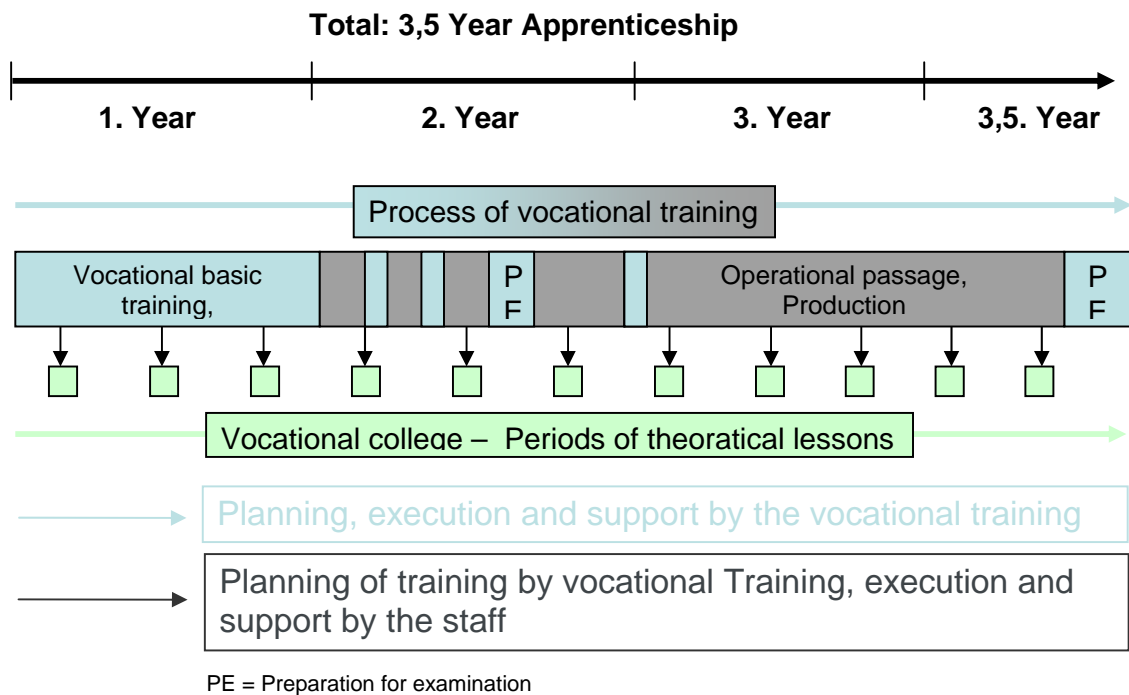 Total: 3,5 Year Apprenticeship
1. Year
2. Year
3. Year
3,5. Year
Process of vocational training
Vocational basic
training,
P
F
Operational passage,
Production
P
F
Vocational college – Periods of theoratical lessons
Planning, execution and support by the vocational training
Planning of training by vocational Training, execution and
support by the staff
PE = Preparation for examination